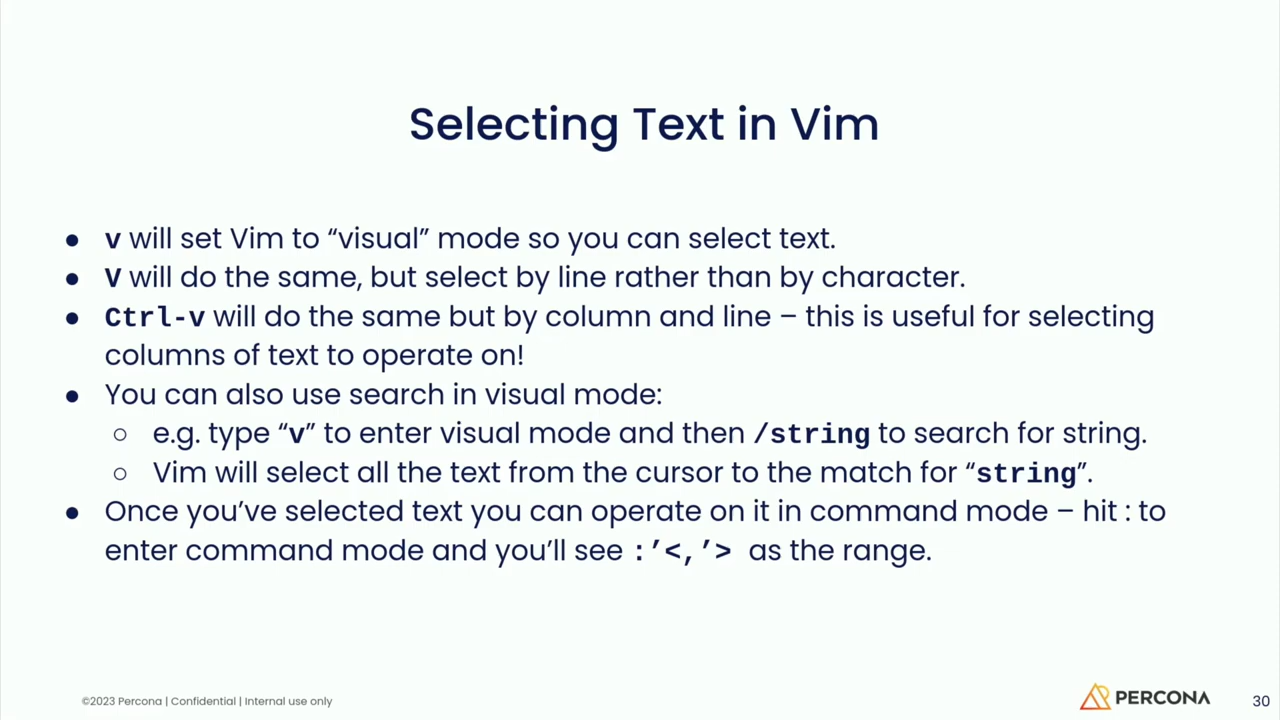 Selecting Text in Vim
● v will set Vim to “visual” mode so you can select text.
● V will do the same, but select by line rather than by character.
● Ctrl-v will do the same but by column and line – this is useful for selecting
columns of text to operate on!
● You can also use search in visual mode:
○ e.g. type “v” to enter visual mode and then /string to search for string.
○ Vim will select all the text from the cursor to the match for “string”.
● Once you’ve selected text you can operate on it in command mode – hit : to
enter command mode and you’ll see :’<,’> as the range.
©2023 Percona | Confidential | Internal use only
PERCONA
30